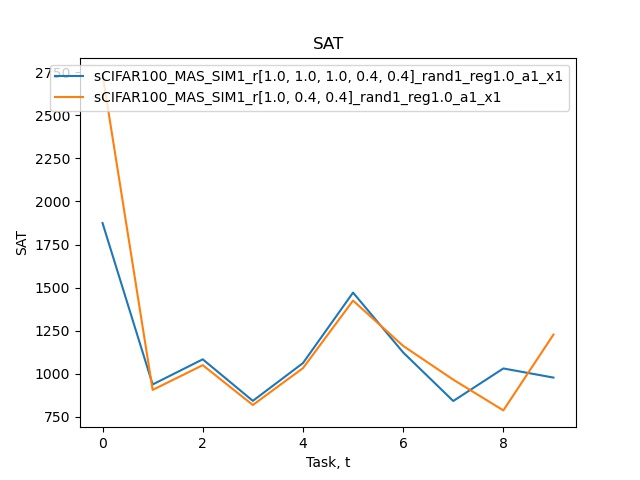 SAT
sCIFAR100_MAS_SIM1_r[1.0, 1.0, 1.0, 0.4, 0.4]_rand1_reg1.0_a1_x1
sCIFAR100_MAS_SIM1_r[1.0, 0.4, 0.4]_rand1_reg1.0_a1_x1
2750
2500
2250
2000
1750
1500
1250
1000
750
SAT
0 2 4 6 8
Task, t